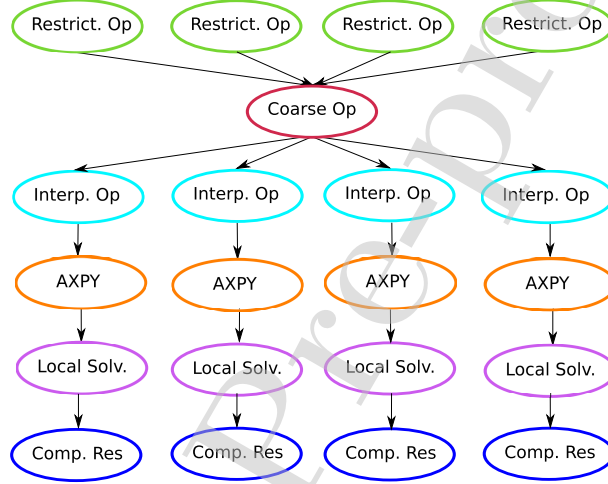 Restrict. Op Restrict. Op Restrict. Op Restrict. Op
Coarse Op
Interp. Op Interp. Op Interp. Op Interp. Op
AXPY AXPY AXPY AXPY
Local Solv. Local Solv. Local Solv. Local Solv.
Comp. Res Comp. Res Comp. Res Comp. Res
Pre-pro